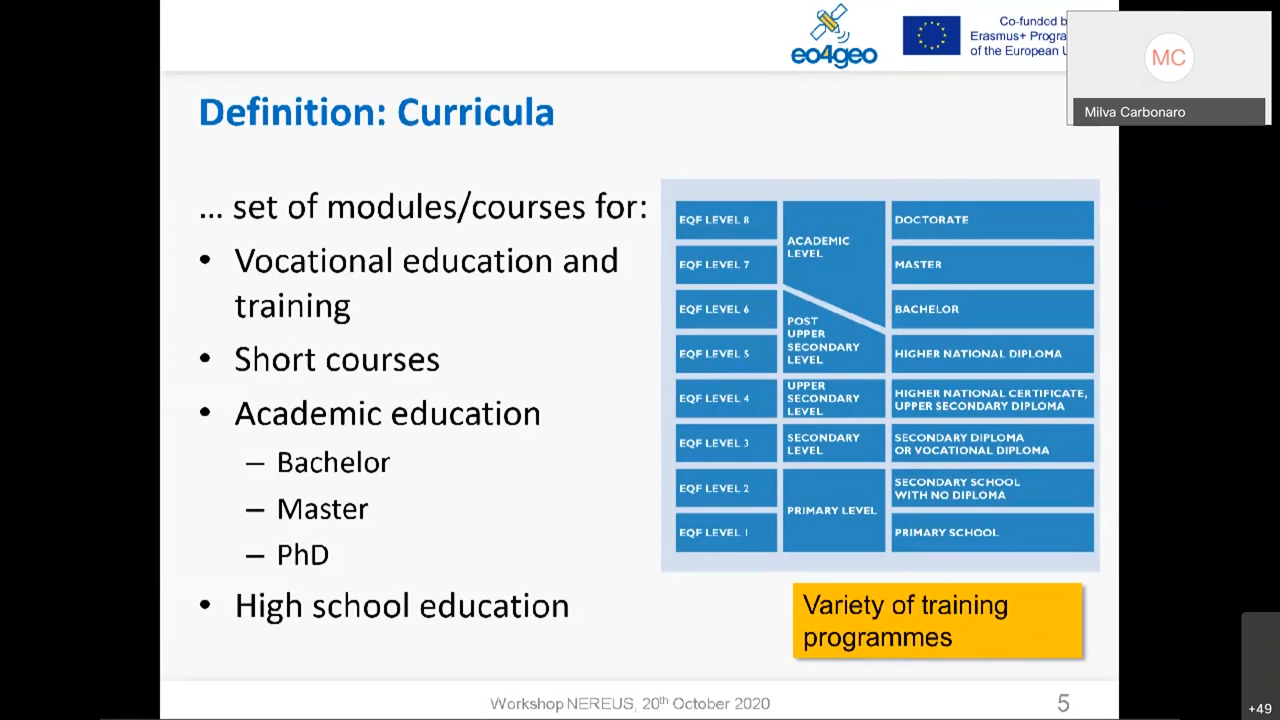 eo4geo
Co-funded b
Erasmus+ Progra
of the European U
MC
Milva Carbonaro
Definition: Curricula
... set of modules/courses for:
• Vocational education and
training
• Short courses
• Academic education
– Bachelor
– Master
– PhD
• High school education
EQF LEVEL 8
ACADEMIC
LEVEL
DOCTORATE
EQF LEVEL 7
MASTER
EQF LEVEL 6
POST
UPPER
SECONDARY
LEVEL
BACHELOR
EQF LEVEL 5
HIGHER NATIONAL DIPLOMA
EQF LEVEL 4
UPPER
SECONDARY
LEVEL
HIGHER NATIONAL CERTIFICATE,
UPPER SECONDARY DIPLOMA
EQF LEVEL 3
SECONDARY
LEVEL
SECONDARY DIPLOMA
OR VOCATIONAL DIPLOMA
EQF LEVEL 2
PRIMARY LEVEL
SECONDARY SCHOOL
WITH NO DIPLOMA
EQF LEVEL 1
PRIMARY SCHOOL
Variety of training
programmes
Workshop NEREUS, 20th October 2020
5
+49